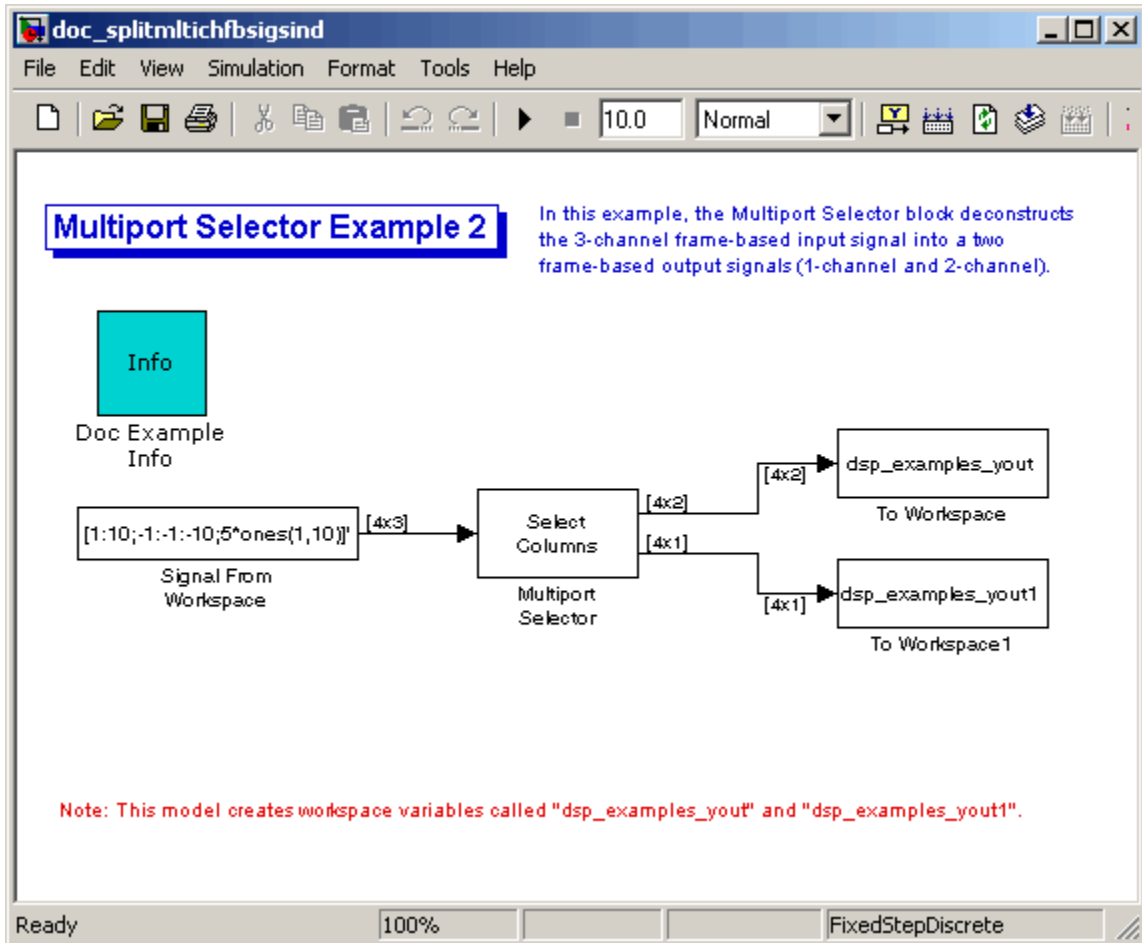 doc_splitmltichfbsigsind
File Edit View Simulation Format Tools Help
10.0 Normal
Multiport Selector Example 2
In this example, the Multiport Selector block deconstructs
the 3-channel frame-based input signal into a two
frame-based output signals (1-channel and 2-channel).
Info
Doc Example
Info
[1:10;-1:-1:-10;5*ones(1,10)]'
[4x3]
Signal From
Workspace
Select
Columns
Multiport
Selector
[4x2]
[4x1]
[4x2]
[4x1]
dsp_examples_yout
To Workspace
dsp_examples_yout1
To Workspace1
Note: This model creates workspace variables called "dsp_examples_yout" and "dsp_examples_yout1".
Ready 100% FixedStepDiscrete